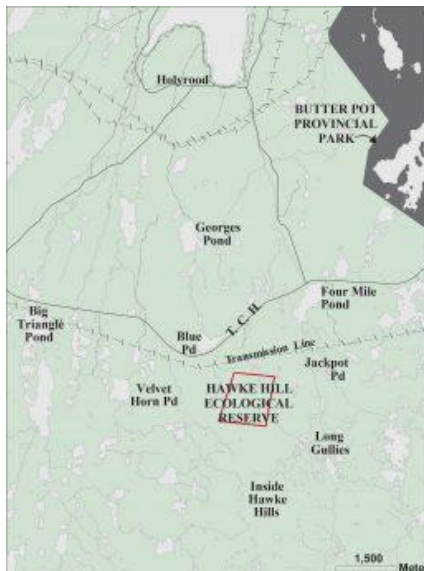 Holyrood
BUTTER POT
PROVINCIAL
PARK
Georges
Pond
Four Mile
Pond
Big
Triangle
Pond
T. C. H.
Blue
Pd
Transmission Line
Jackpot
Pd
Velvet
Horn Pd
HAWKE HILL
ECOLOGICAL
RESERVE
Long
Gullies
Inside
Hawke
Hills
1,500
Mete